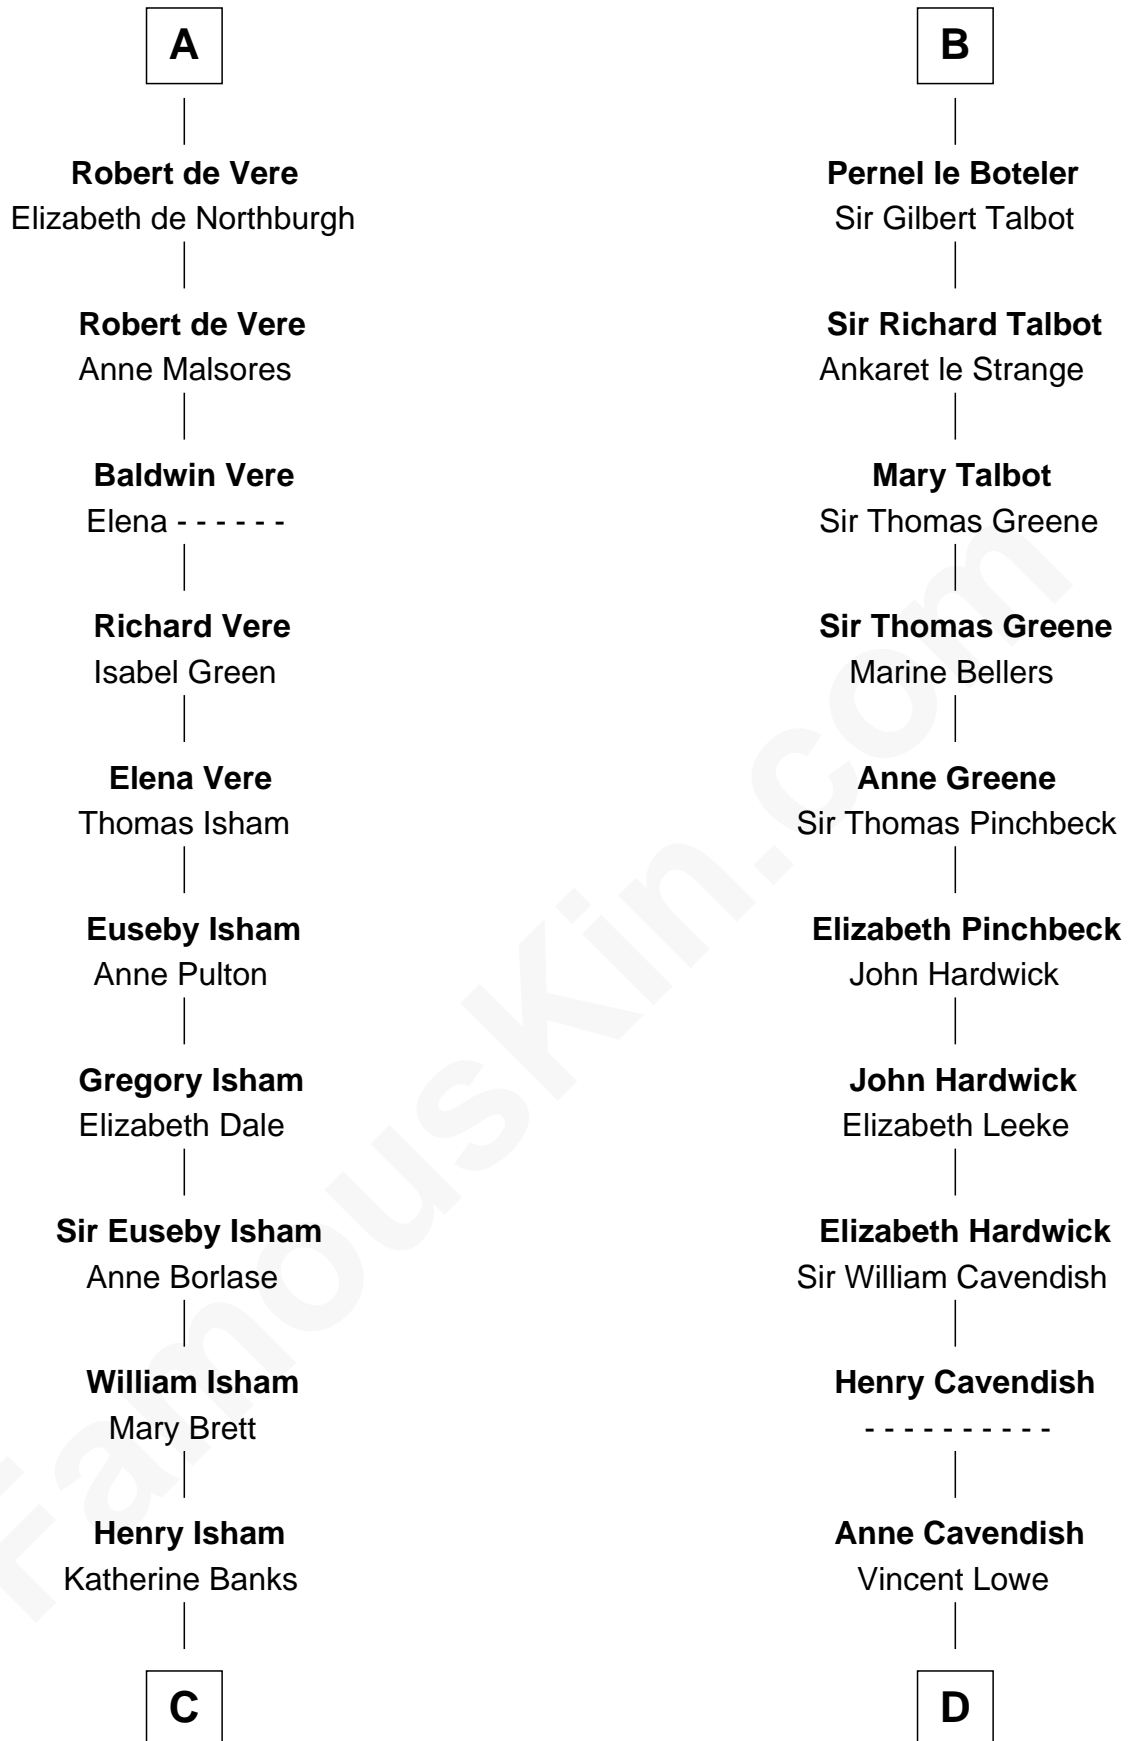 A
Robert de Vere
Elizabeth de Northburgh
Robert de Vere
Anne Malsores
Baldwin Vere
Elena - - - - - -
Richard Vere
Isabel Green
Elena Vere
Thomas Isham
Euseby Isham
Anne Pulton
Gregory Isham
Elizabeth Dale
Sir Euseby Isham
Anne Borlase
William Isham
Mary Brett
Henry Isham
Katherine Banks
C
B
Pernel le Boteler
Sir Gilbert Talbot
Sir Richard Talbot
Ankaret le Strange
Mary Talbot
Sir Thomas Greene
Sir Thomas Greene
Marine Bellers
Anne Greene
Sir Thomas Pinchbeck
Elizabeth Pinchbeck
John Hardwick
John Hardwick
Elizabeth Leeke
Elizabeth Hardwick
Sir William Cavendish
Henry Cavendish
- - - - - - - - - -
Anne Cavendish
Vincent Lowe
D
FamousKin.com